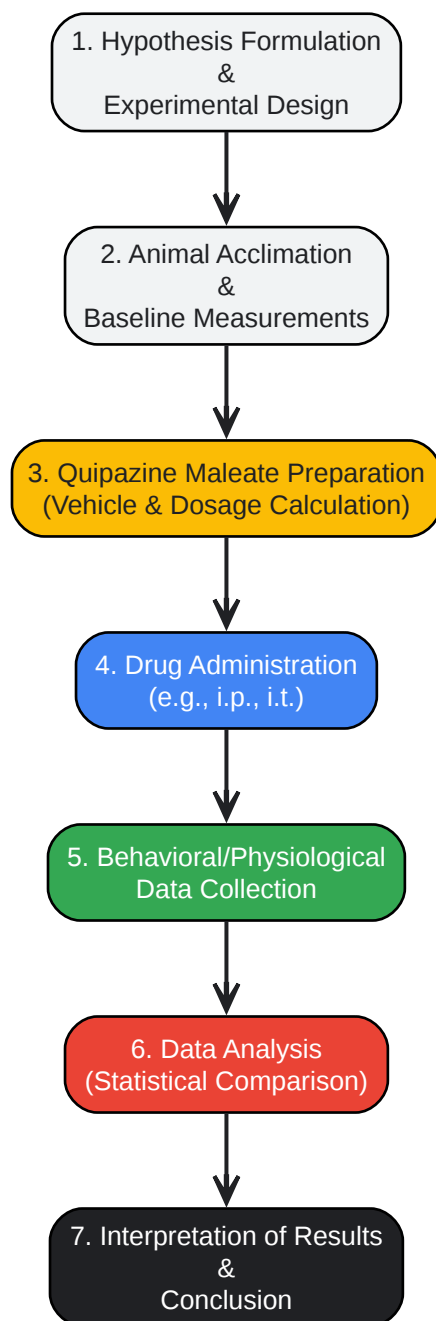 1. Hypothesis Formulation
&
Experimental Design
2. Animal Acclimation
&
Baseline Measurements
3. Quipazine Maleate Preparation
(Vehicle & Dosage Calculation)
4. Drug Administration
(e.g., i.p., i.t.)
5. Behavioral/Physiological
Data Collection
6. Data Analysis
(Statistical Comparison)
7. Interpretation of Results
&
Conclusion